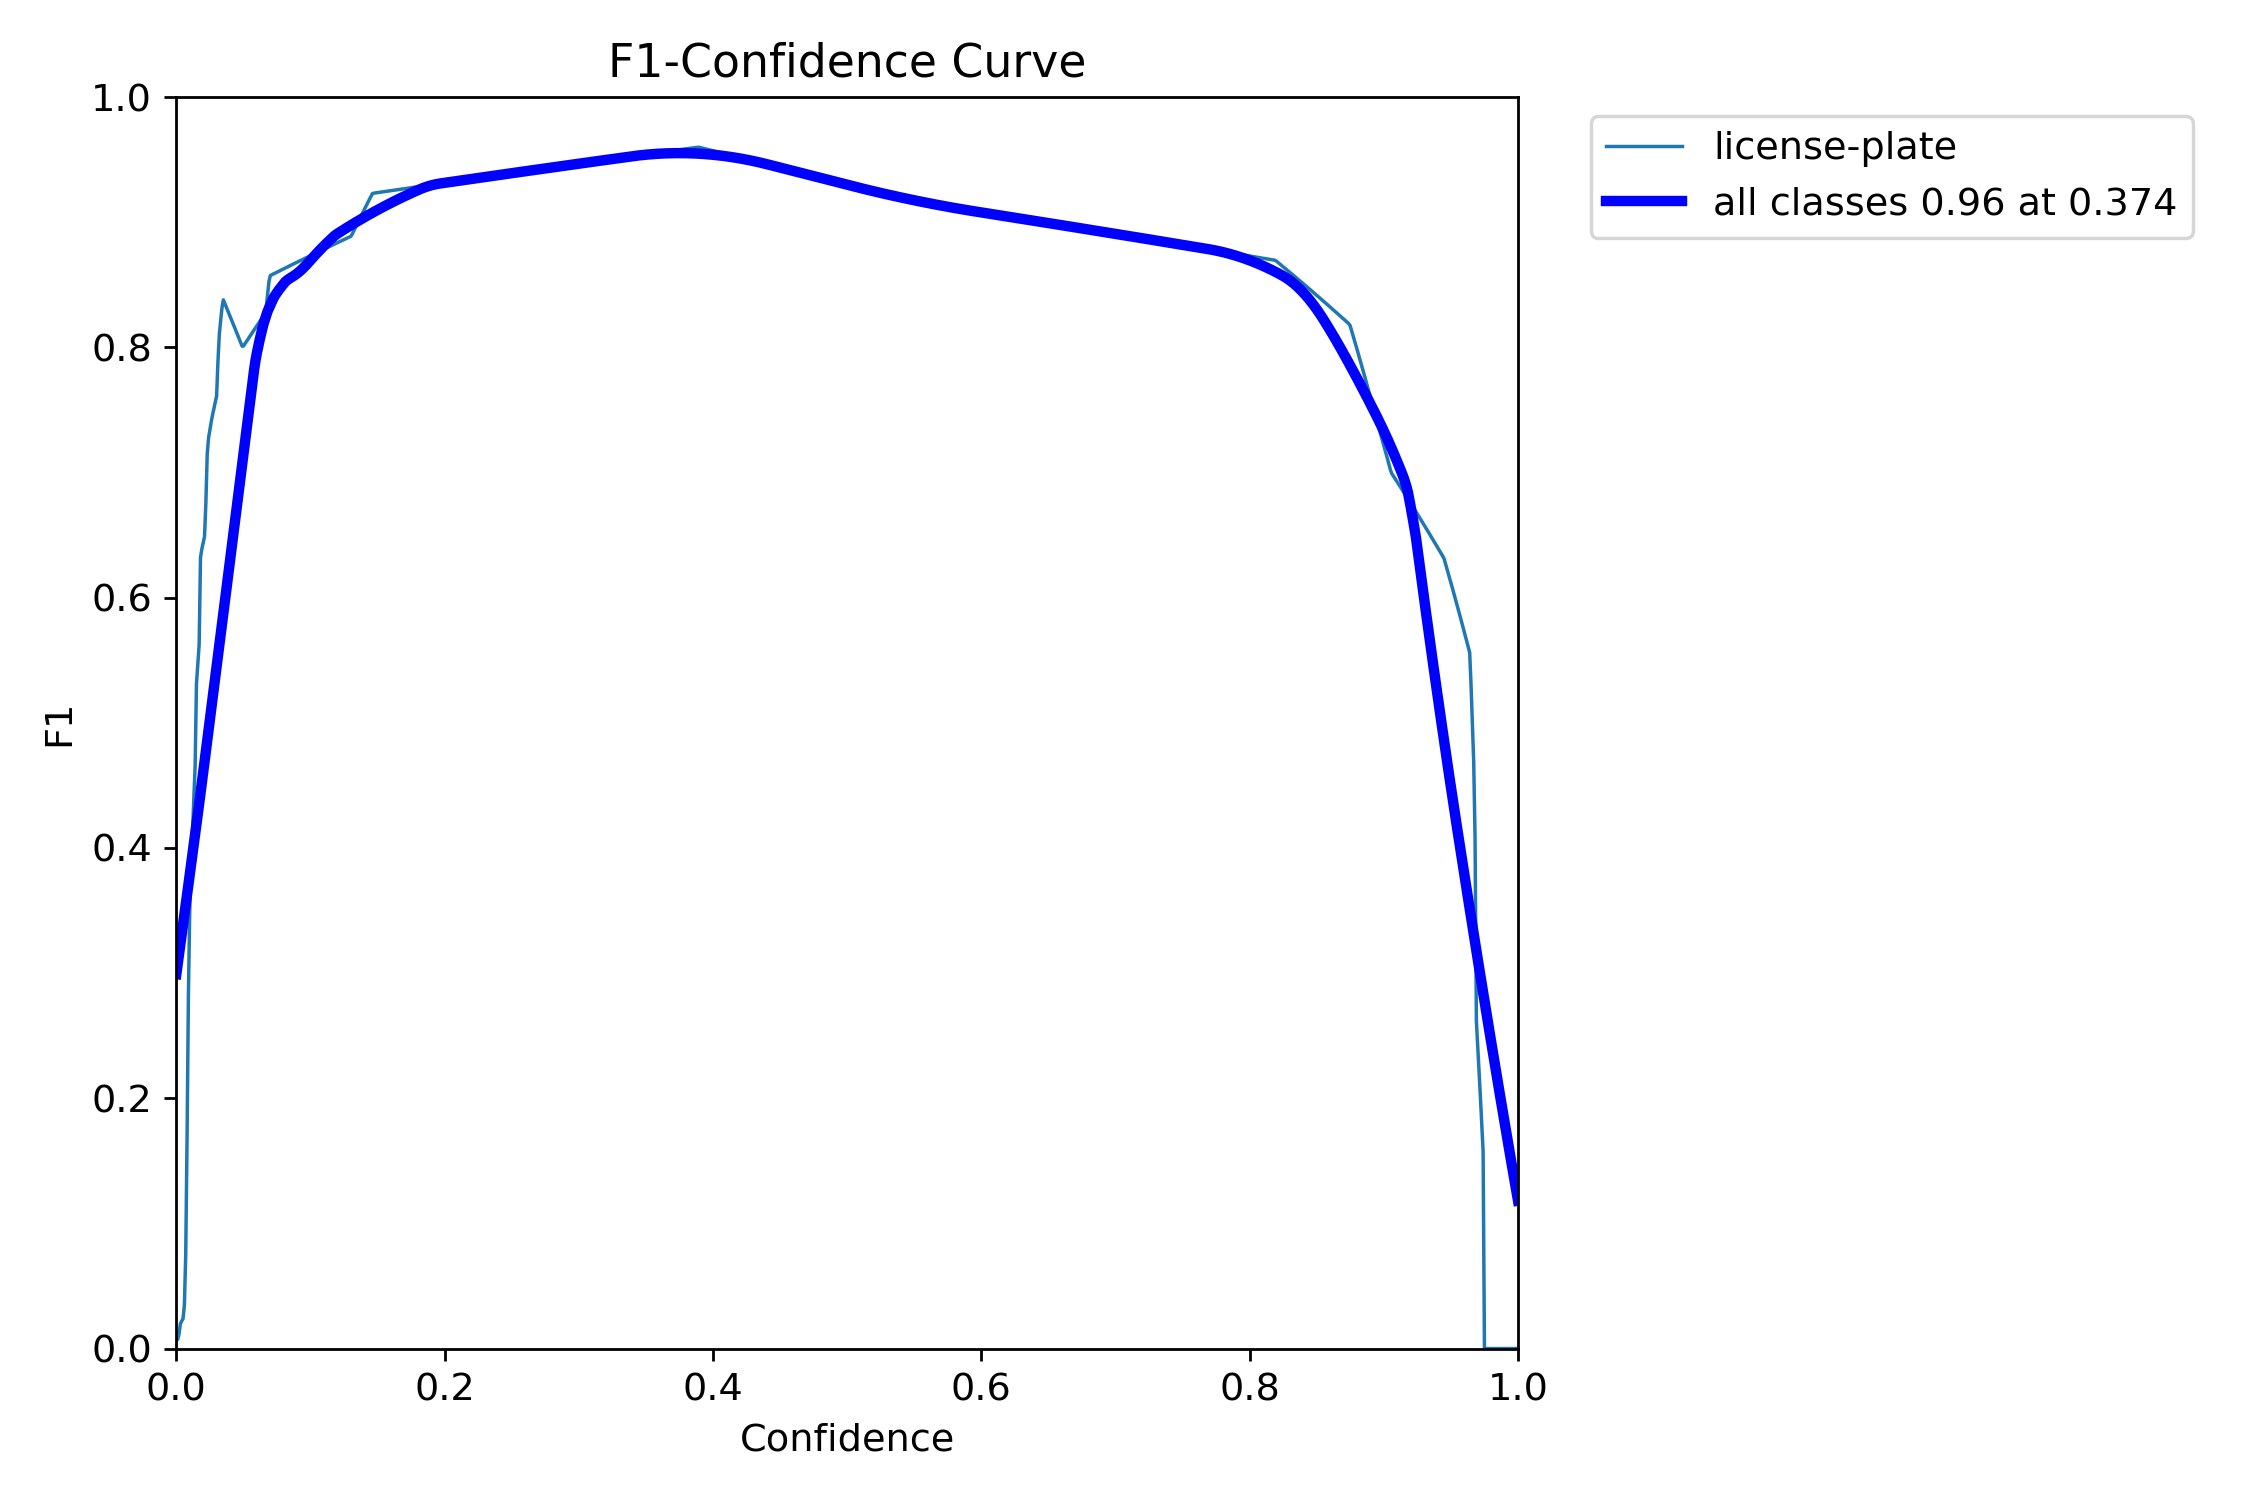 F1-Confidence Curve
1.0
0.8
0.6
0.4
0.2
0.0
F1
0.0 0.2 0.4 0.6 0.8 1.0
Confidence
license-plate
all classes 0.96 at 0.374